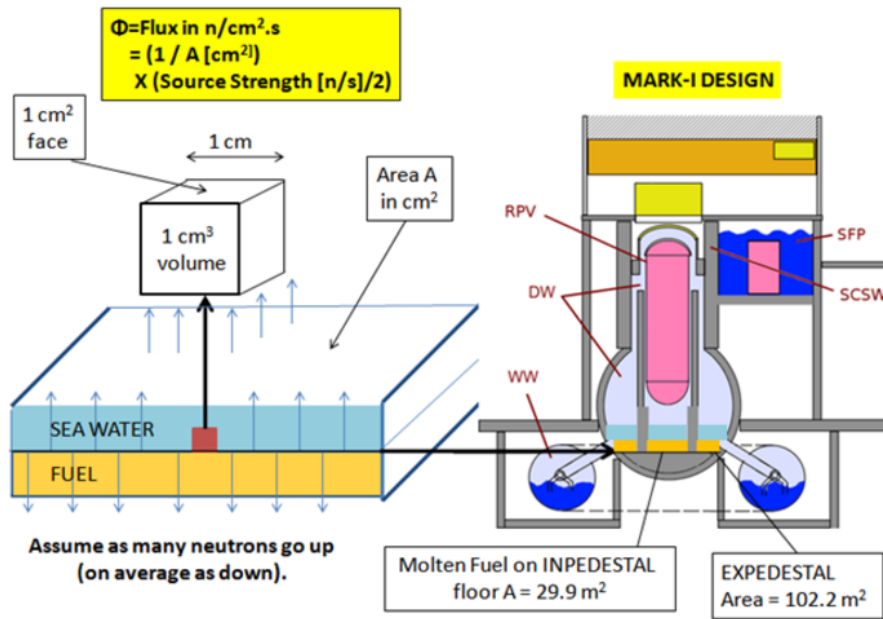 Φ=Flux in n/cm².s
= (1 / A [cm²])
X (Source Strength [n/s]/2)
MARK-I DESIGN
1 cm²
face
1 cm
Area A
in cm²
1 cm³
volume
RPV
SFP
DW
SCSW
WW
SEA WATER
FUEL
Assume as many neutrons go up
(on average as down).
Molten Fuel on INPEDESTAL
floor A = 29.9 m²
EXPEDESTAL
Area = 102.2 m²